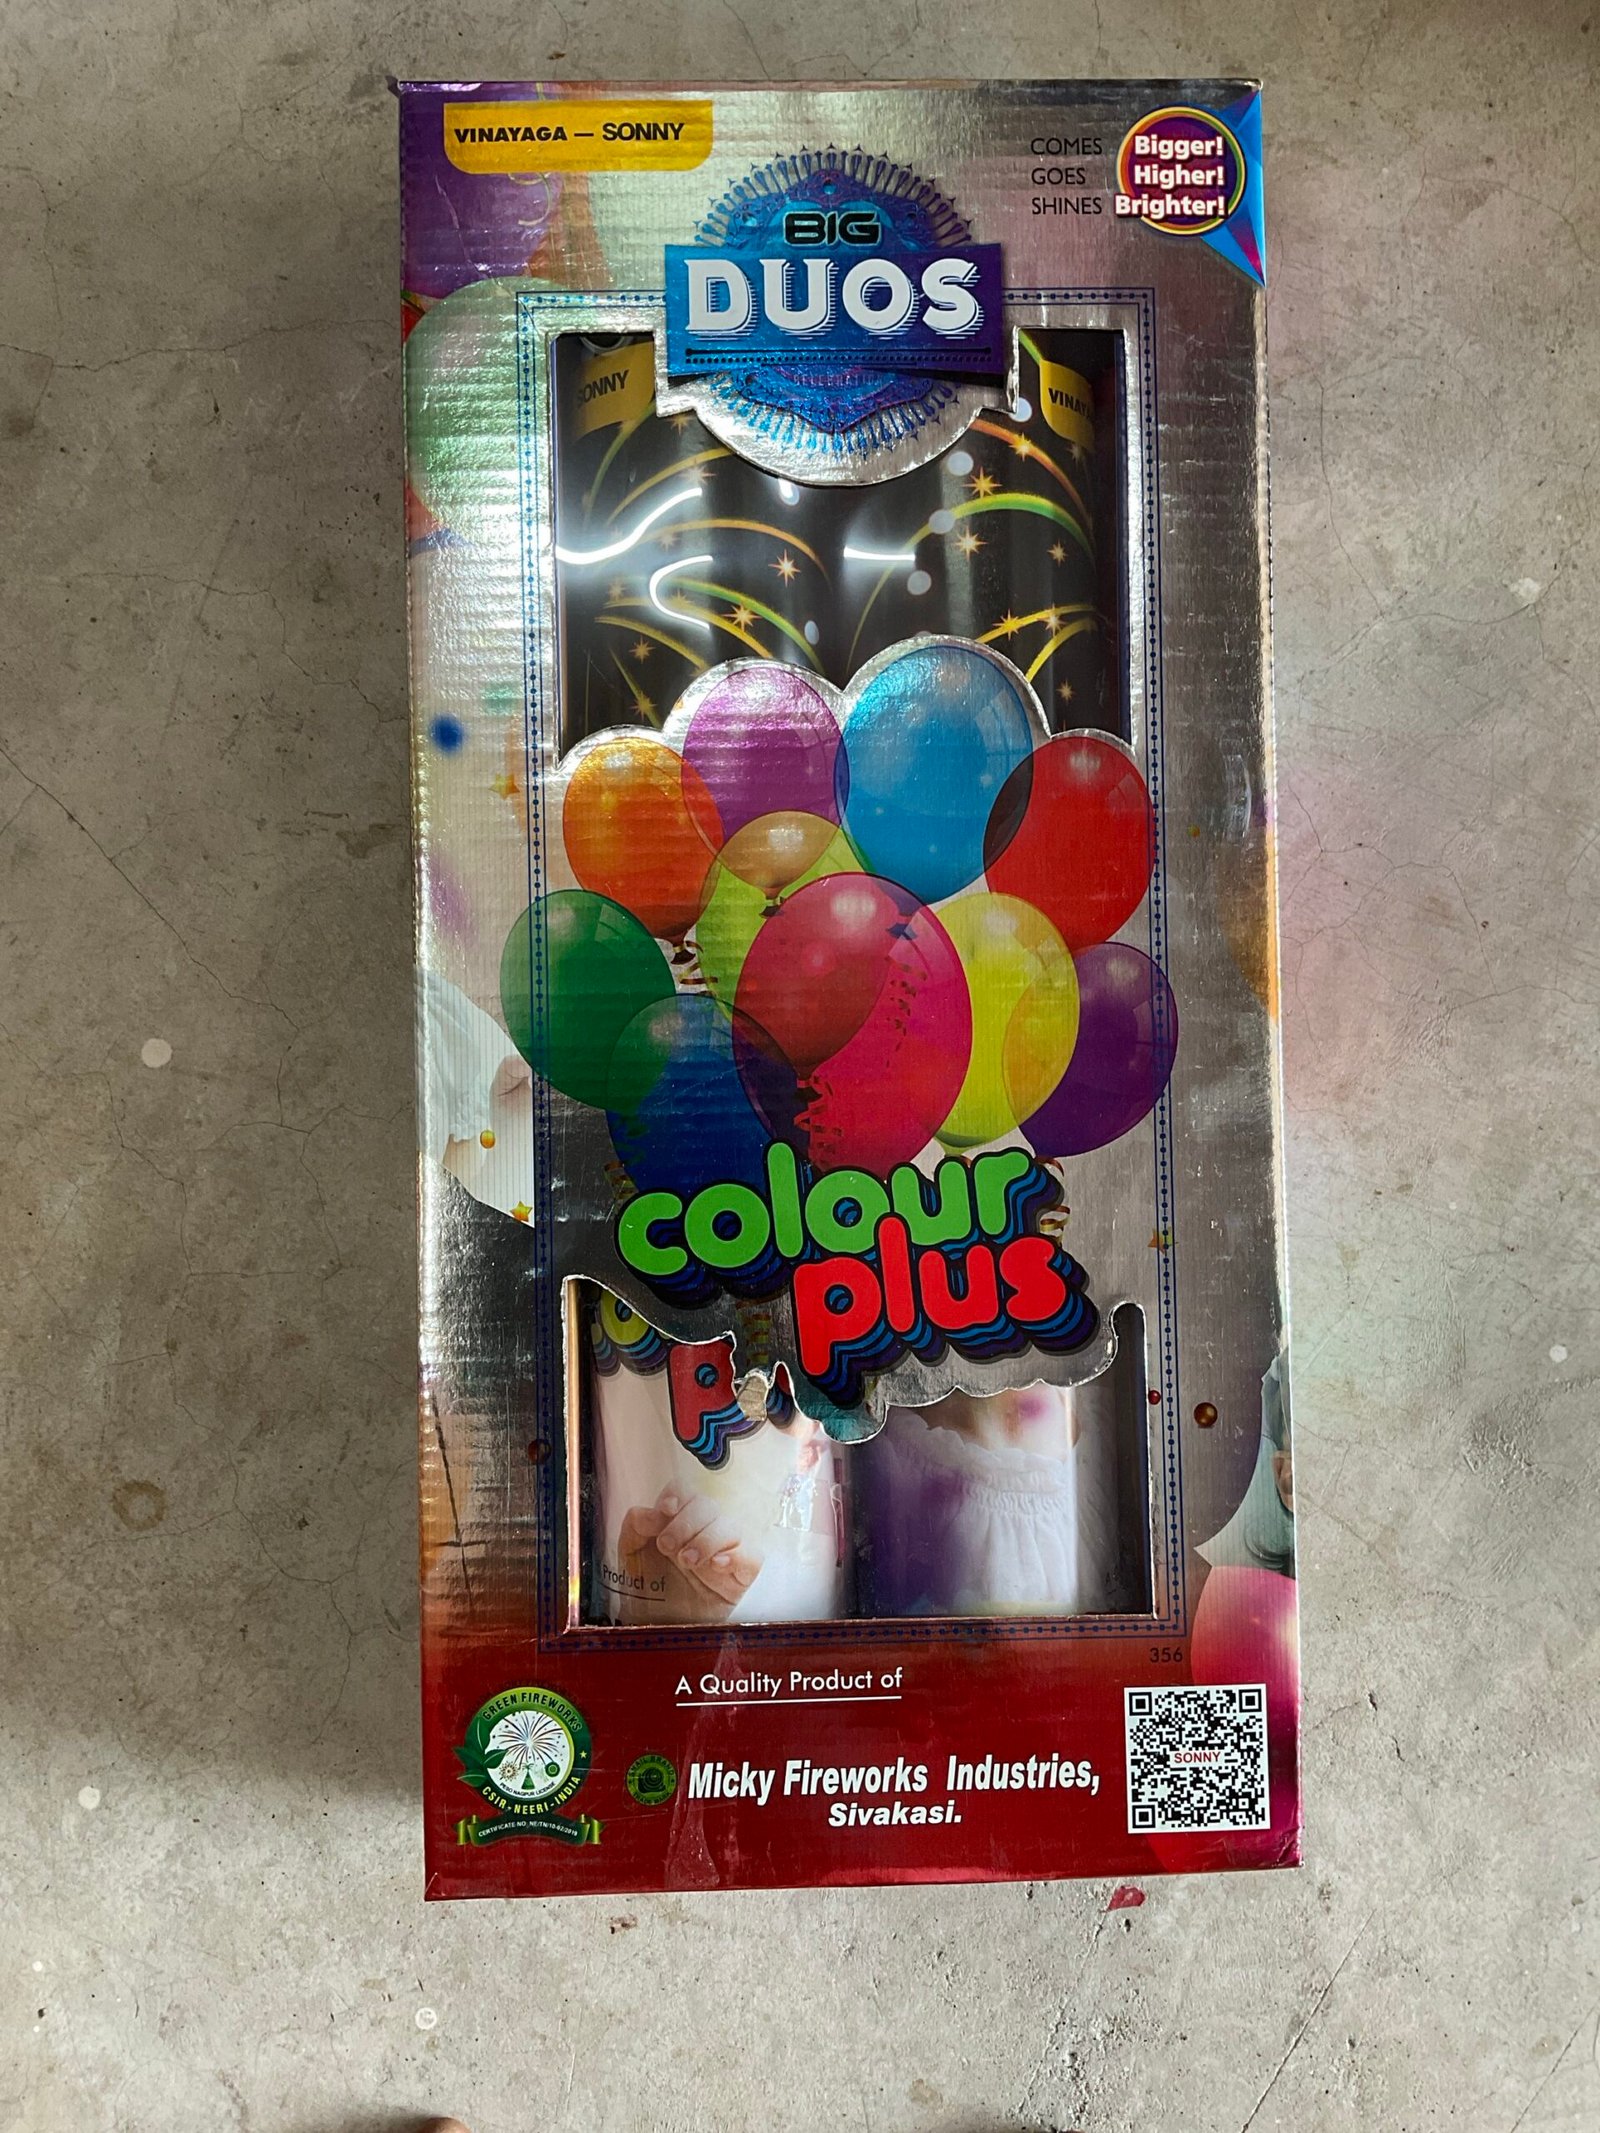 VINAYAGA — SONNY
COMES Bigger!
GOES Higher!
SHINES Brighter!
BIG
DUOS
SONNY
VINAY
colour
plus
p
Product of
356
A Quality Product of
Micky Fireworks Industries,
Sivakasi.
GREEN FIREWORKS
CSIR-NEERI-INDIA
SONNY